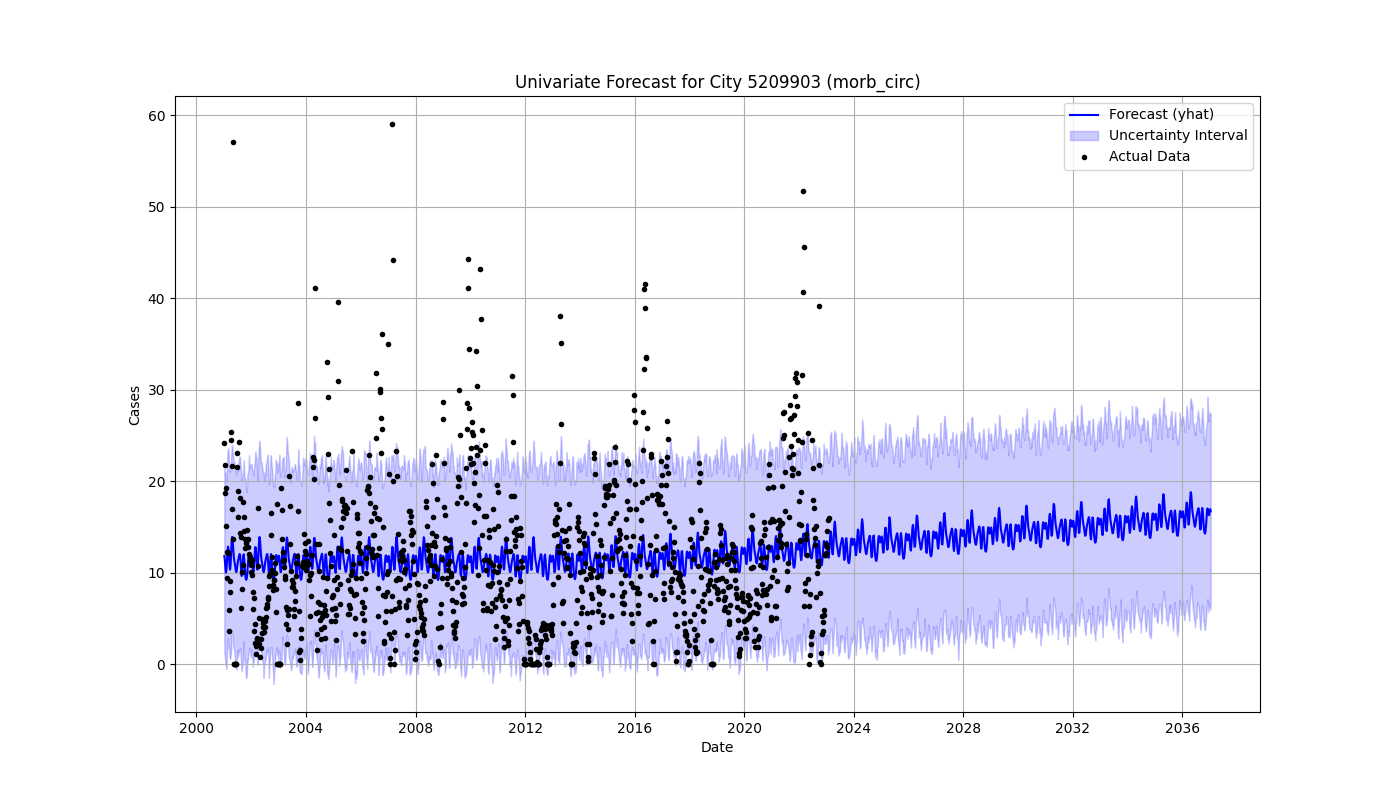 Univariate Forecast for City 5209903 (morb_circ)
Forecast (yhat)
Uncertainty Interval
Actual Data
Cases
60
50
40
30
20
10
0
2000 2004 2008 2012 2016 2020 2024 2028 2032 2036
Date